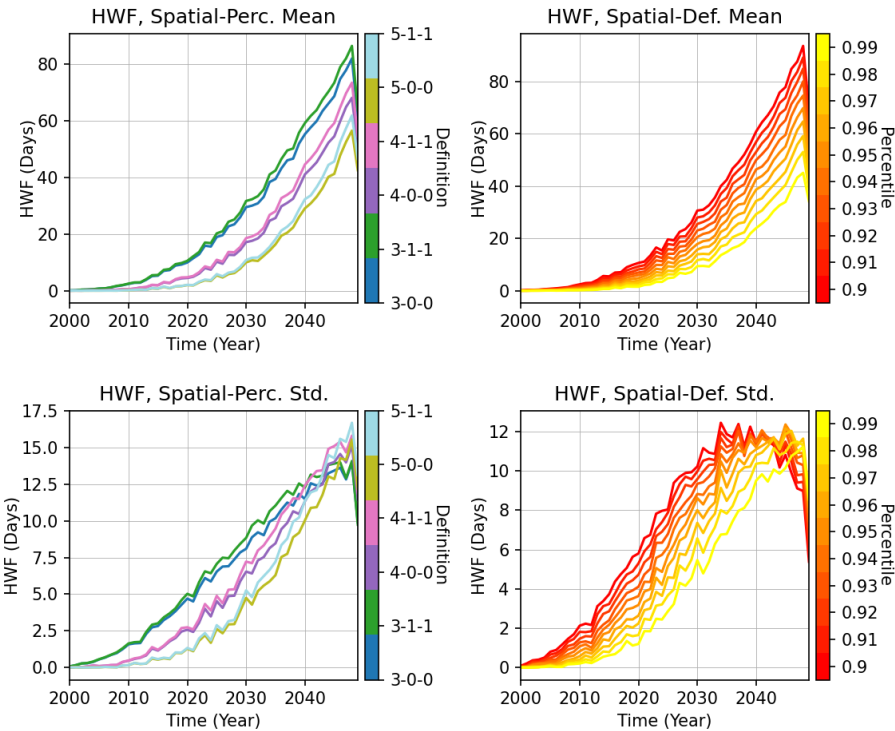 HWF, Spatial-Perc. Mean
HWF (Days)
80
60
40
20
0
2000 2010 2020 2030 2040
Time (Year)
5-1-1
5-0-0
4-1-1
4-0-0
3-1-1
3-0-0
Definition
HWF, Spatial-Def. Mean
HWF (Days)
80
60
40
20
0
2000 2010 2020 2030 2040
Time (Year)
0.99
0.98
0.96
0.95
0.94
0.93
0.91
0.9
Percentile
HWF, Spatial-Perc. Std.
HWF (Days)
17.5
15.0
12.5
10.0
7.5
5.0
2.5
0.0
2000 2010 2020 2030 2040
Time (Year)
5-1-1
5-0-0
4-1-1
4-0-0
3-1-1
3-0-0
Definition
HWF, Spatial-Def. Std.
HWF (Days)
12
10
8
6
4
2
0
2000 2010 2020 2030 2040
Time (Year)
0.99
0.98
0.96
0.95
0.93
0.92
0.91
0.9
Percentile